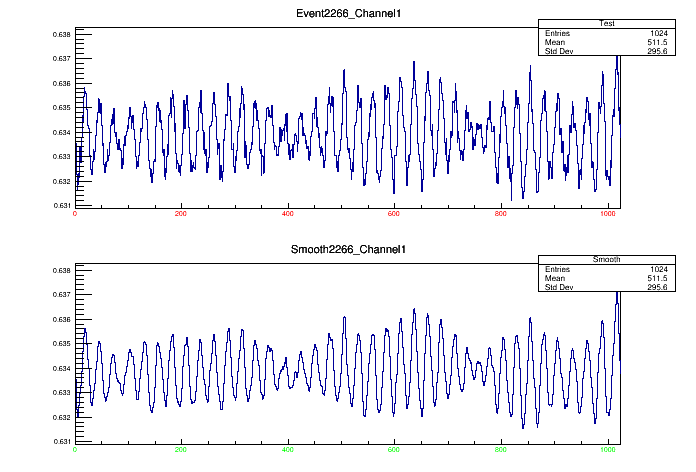 Event2266_Channel1
Test
Entries 1024
Mean 511.5
Std Dev 295.6
0.638
0.637
0.636
0.635
0.634
0.633
0.632
0.631
0 200 400 600 800 1000
Smooth2266_Channel1
Smooth
Entries 1024
Mean 511.5
Std Dev 295.6
0.638
0.637
0.636
0.635
0.634
0.633
0.632
0.631
0 200 400 600 800 1000